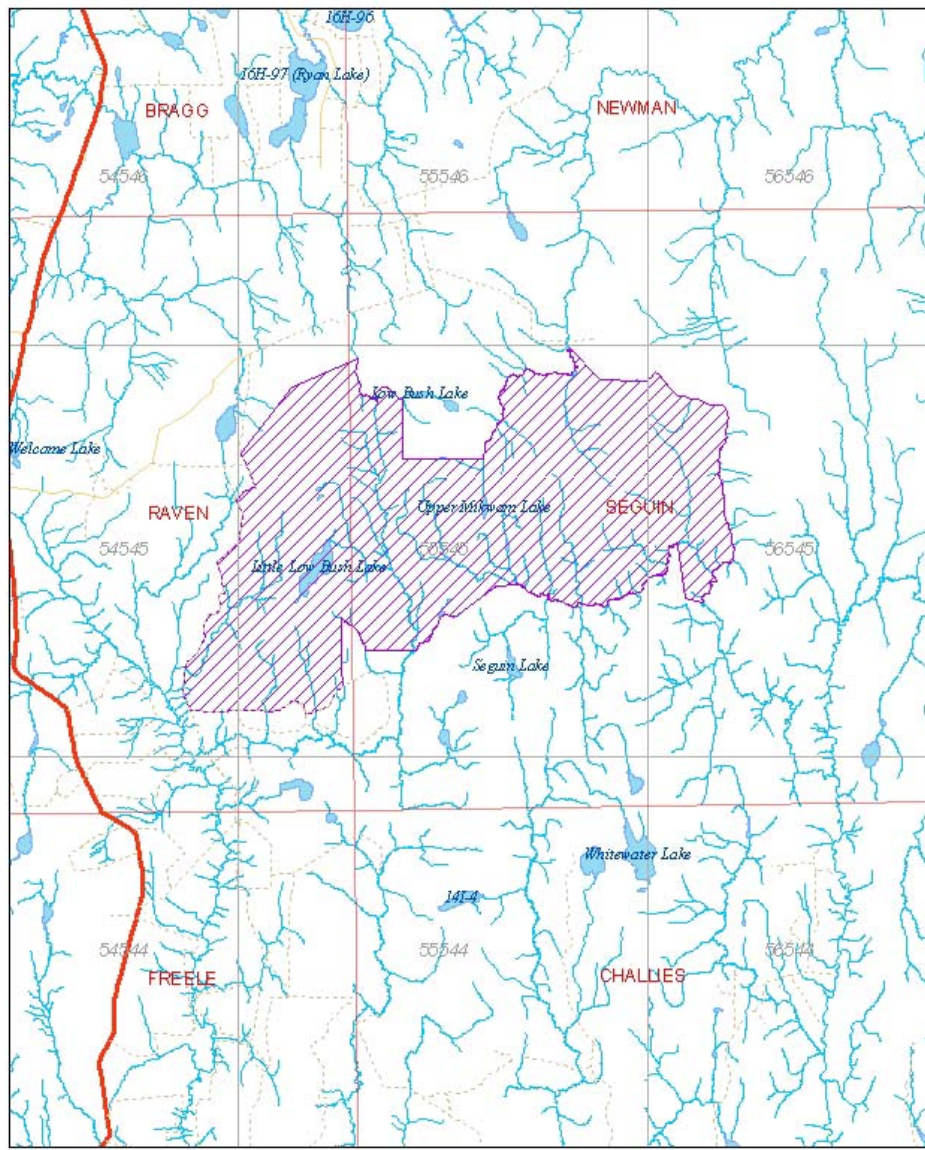 16H-96
16H-97 (Ryan Lake)
BRAGG
NEWMAN
54546
55546
56546
Low Bush Lake
Welcome Lake
Upper Mikwam Lake
RAVEN
SEGUIN
54545
55545
56545
Little Low Bush Lake
Seguin Lake
Whitewater Lake
14I-4
54544
55544
56544
FREELE
CHALLIES